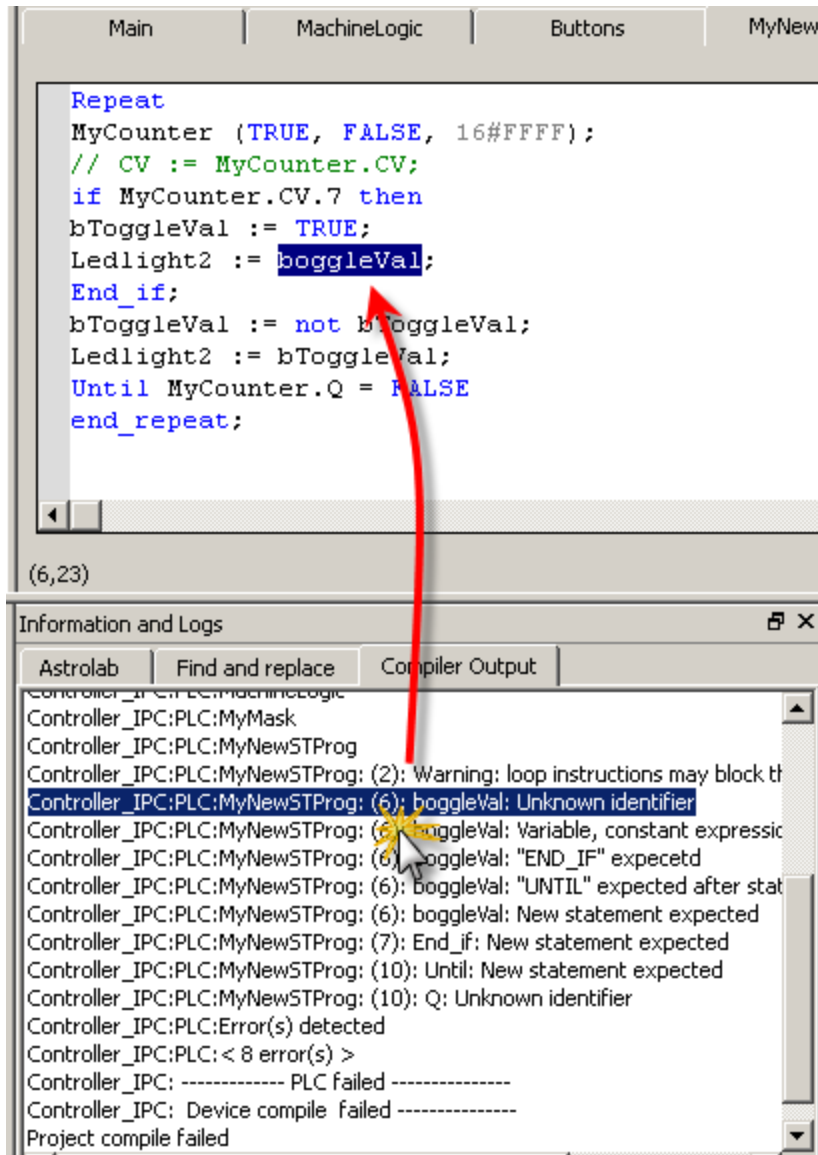 Main MachineLogic Buttons MyNew
Repeat
MyCounter (TRUE, FALSE, 16#FFFF);
// CV := MyCounter.CV;
if MyCounter.CV.7 then
bToggleVal := TRUE;
Ledlight2 := boggleVal;
End_if;
bToggleVal := not bToggleVal;
Ledlight2 := bToggleVal;
Until MyCounter.Q = FALSE
end_repeat;
(6,23)
Information and Logs
Astrolab Find and replace Compiler Output
Controller_IPC:PLC:MachineLogic
Controller_IPC:PLC:MyMask
Controller_IPC:PLC:MyNewSTProg
Controller_IPC:PLC:MyNewSTProg: (2): Warning: loop instructions may block th
Controller_IPC:PLC:MyNewSTProg: (6): boggleVal: Unknown identifier
Controller_IPC:PLC:MyNewSTProg: (6): boggleVal: Variable, constant expressio
Controller_IPC:PLC:MyNewSTProg: (6): boggleVal: "END_IF" expecetd
Controller_IPC:PLC:MyNewSTProg: (6): boggleVal: "UNTIL" expected after stat
Controller_IPC:PLC:MyNewSTProg: (6): boggleVal: New statement expected
Controller_IPC:PLC:MyNewSTProg: (7): End_if: New statement expected
Controller_IPC:PLC:MyNewSTProg: (10): Until: New statement expected
Controller_IPC:PLC:MyNewSTProg: (10): Q: Unknown identifier
Controller_IPC:PLC:Error(s) detected
Controller_IPC:PLC: < 8 error(s) >
Controller_IPC: ------------- PLC failed ---------------
Controller_IPC: Device compile failed ---------------
Project compile failed